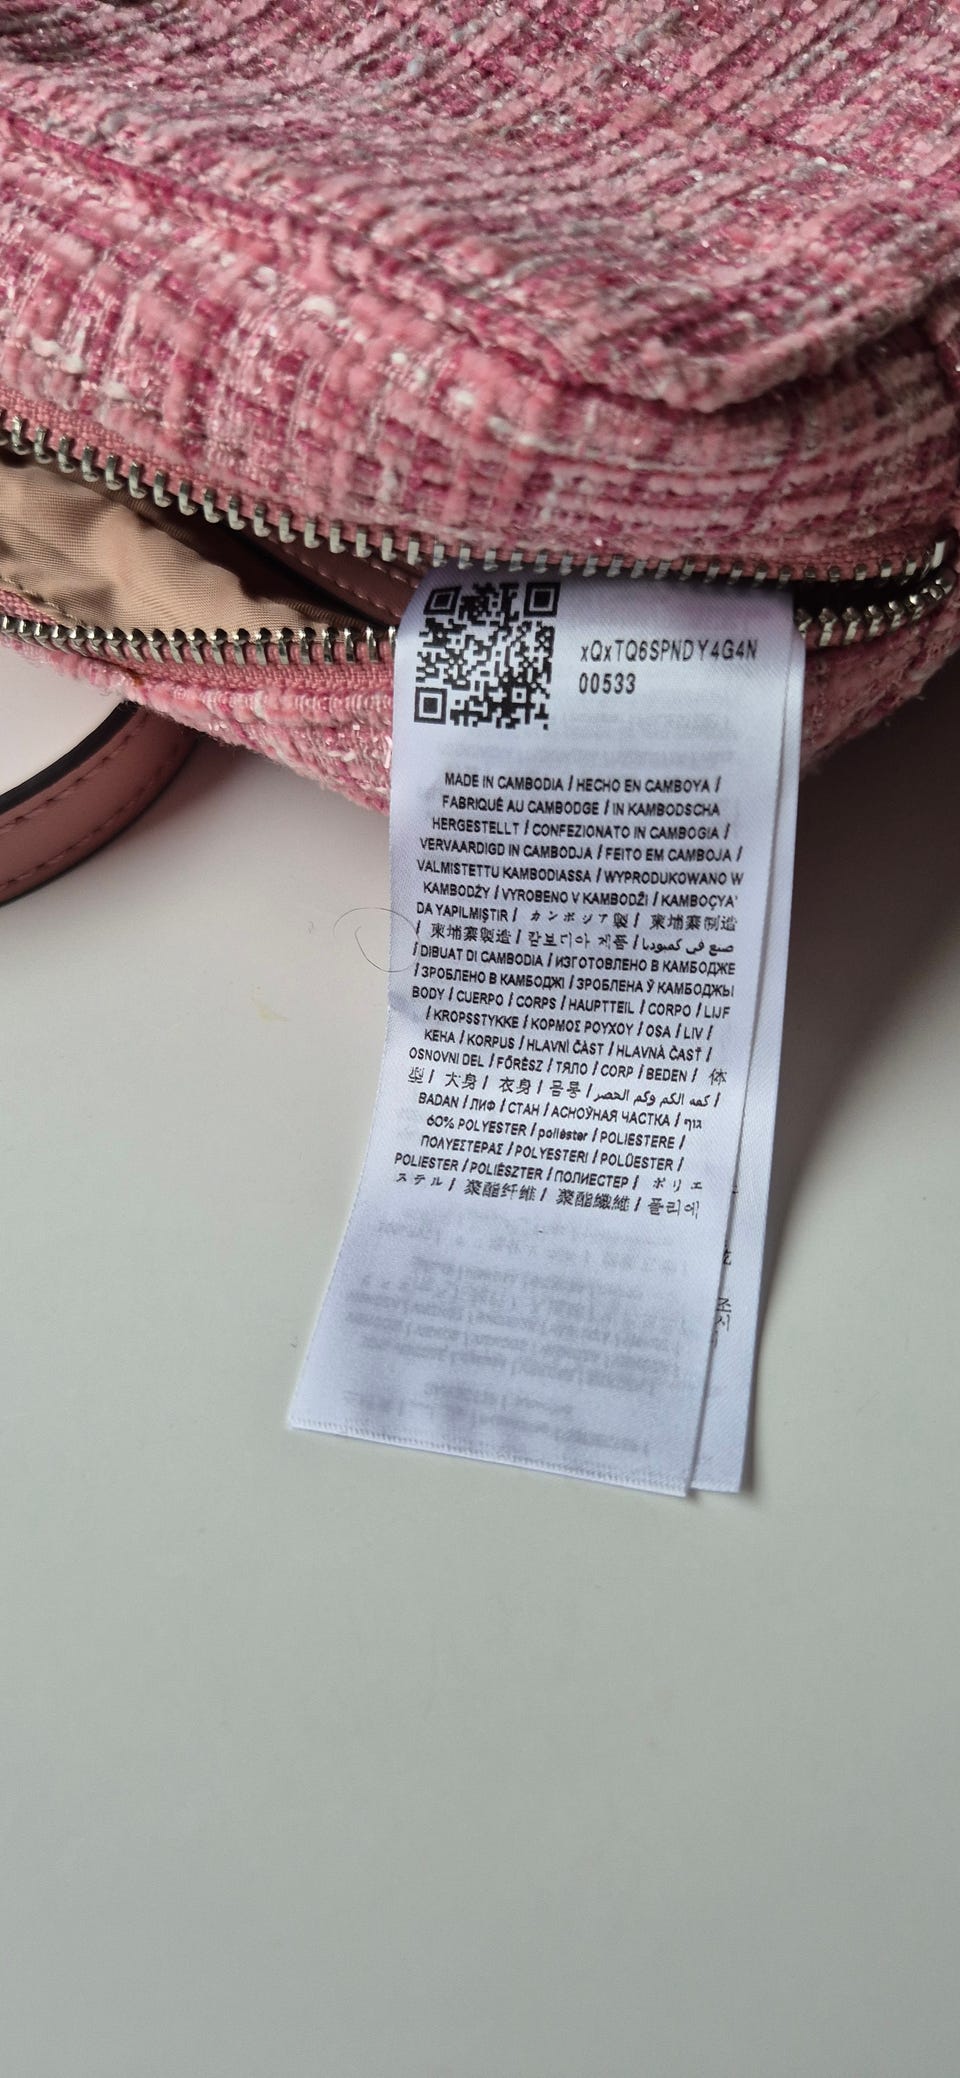 xQxTQ6SPNDY4G4N
00533
MADE IN CAMBODIA / HECHO EN CAMBOYA /
FABRIQUÉ AU CAMBODGE / IN KAMBODSCHA
HERGESTELLT / CONFEZIONATO IN CAMBOGIA /
VERVAARDIGD IN CAMBODJA / FEITO EM CAMBOJA /
VALMISTETTU KAMBODIASSA / WYPRODUKOWANO W
KAMBODŻY / VYROBENO V KAMBODŽI / KAMBOÇYA'
DA YAPILMIŞTIR / カンボジア製 / 柬埔寨制造
/ 柬埔寨製造 / 캄보디아 제품 / صنع في كمبوديا
/ DIBUAT DI CAMBODIA / ИЗГОТОВЛЕНО В КАМБОДЖЕ
/ ЗРОБЛЕНО В КАМБОДЖІ / ЗРОБЛЕНА Ў КАМБОДЖЫ
BODY / CUERPO / CORPS / HAUPTTEIL / CORPO / LIJF
/ KROPSSTYKKE / ΚΟΡΜΟΣ ΡΟΥΧΟΥ / OSA / LIV /
KEHA / KORPUS / HLAVNÍ ČÁST / HLAVNÁ ČASŤ /
OSNOVNI DEL / FŐRÉSZ / ТЯЛО / CORP / BEDEN / 体
型 / 大身 / 衣身 / 몸통 / كمه الكم وكم الحصر /
BADAN / ЛИФ / СТАН / АСНОЎНАЯ ЧАСТКА / גוף
60% POLYESTER / poliéster / POLIESTERE /
ΠΟΛΥΕΣΤΕΡΑΣ / POLYESTERI / POLÜESTER /
POLIESTER / POLIÉSZTER / ПОЛИЕСТЕР / ポリエ
ステル / 聚酯纤维 / 聚酯纖維 / 폴리에